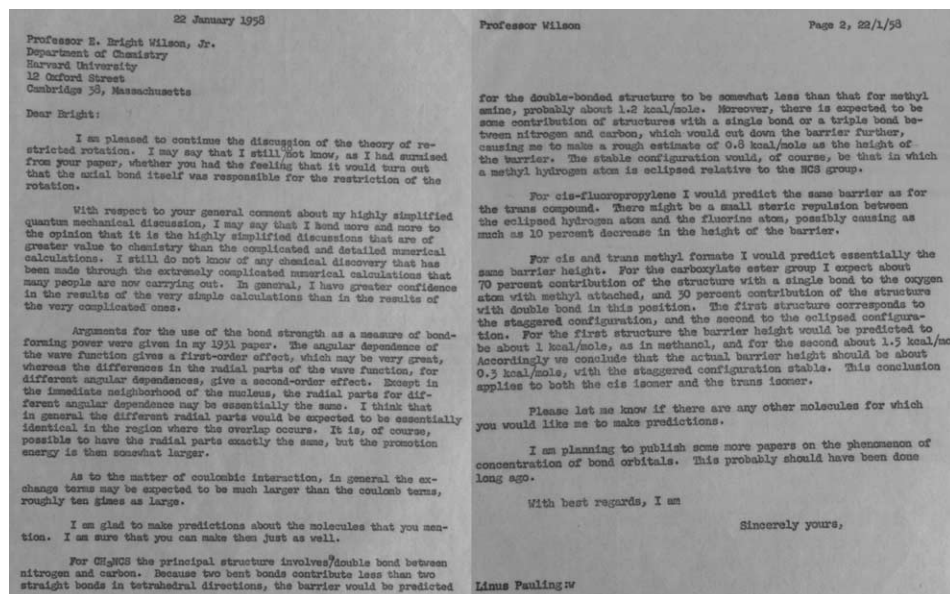 22 January 1958
Professor E. Bright Wilson, Jr.
Department of Chemistry
Harvard University
12 Oxford Street
Cambridge 38, Massachusetts
Dear Bright:
I am pleased to continue the discussion of the theory of re-
stricted rotation. I may say that I still not know, as I had surmised
from your paper, whether you had the feeling that it would turn out
that the axial bond itself was responsible for the restriction of the
rotation.
With respect to your general comment about my highly simplified
quantum mechanical discussion, I may say that I tend more and more to
the opinion that it is the highly simplified discussions that are of
greater value to chemistry than the complicated and detailed numerical
calculations. I still do not know of any chemical discovery that has
been made through the extremely complicated numerical calculations that
many people are now carrying out. In general, I have greater confidence
in the results of the very simple calculations than in the results of
the very complicated ones.
Arguments for the use of the bond strength as a measure of bond-
forming power were given in my 1931 paper. The angular dependence of
the wave function gives a first-order effect, which may be very great,
whereas the differences in the radial parts of the wave function, for
different angular dependences, give a second-order effect. Except in
the immediate neighborhood of the nucleus, the radial parts for dif-
ferent angular dependence may be essentially the same. I think that
in general the different radial parts would be expected to be essentially
identical in the region where the overlap occurs. It is, of course,
possible to have the radial parts exactly the same, but the promotion
energy is then somewhat larger.
As to the matter of coulombic interaction, in general the ex-
change terms may be expected to be much larger than the coulomb terms,
roughly ten gimes as large.
I am glad to make predictions about the molecules that you men-
tion. I am sure that you can make them just as well.
For CH3NCS the principal structure involves a double bond between
nitrogen and carbon. Because two bent bonds contribute less than two
straight bonds in tetrahedral directions, the barrier would be predicted
Professor Wilson Page 2, 22/1/58
for the double-bonded structure to be somewhat less than that for methyl
amine, probably about 1.2 kcal/mole. Moreover, there is expected to be
some contribution of structures with a single bond or a triple bond be-
tween nitrogen and carbon, which would cut down the barrier further,
causing me to make a rough estimate of 0.8 kcal/mole as the height of
the barrier. The stable configuration would, of course, be that in which
a methyl hydrogen atom is eclipsed relative to the NCS group.
For cis-fluoropropylene I would predict the same barrier as for
the trans compound. There might be a small steric repulsion between
the eclipsed hydrogen atom and the fluorine atom, possibly causing as
much as 10 percent decrease in the height of the barrier.
For cis and trans methyl formate I would predict essentially the
same barrier height. For the carboxylate ester group I expect about
70 percent contribution of the structure with a single bond to the oxygen
atom with methyl attached, and 30 percent contribution of the structure
with double bond in this position. The first structure corresponds to
the staggered configuration, and the second to the eclipsed configura-
tion. For the first structure the barrier height would be predicted to
be about 1 kcal/mole, as in methanol, and for the second about 1.5 kcal/mo
Accordingly we conclude that the actual barrier height should be about
0.3 kcal/mole, with the staggered configuration stable. This conclusion
applies to both the cis isomer and the trans isomer.
Please let me know if there are any other molecules for which
you would like me to make predictions.
I am planning to publish some more papers on the phenomenon of
concentration of bond orbitals. This probably should have been done
long ago.
With best regards, I am
Sincerely yours,
Linus Pauling:W